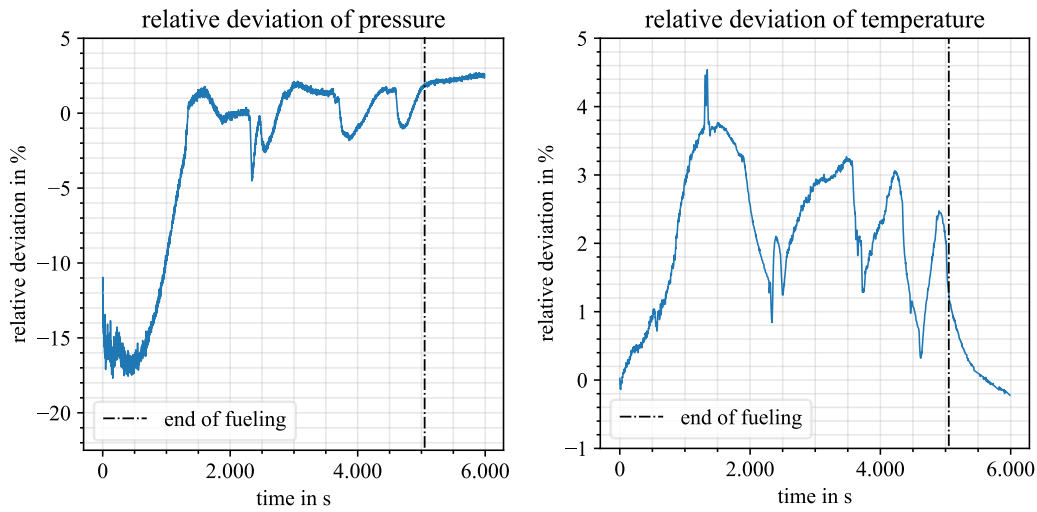 relative deviation of pressure
5
0
−5
−10
−15
−20
relative deviation in %
end of fueling
0 2.000 4.000 6.000
time in s
relative deviation of temperature
5
4
3
2
1
0
−1
relative deviation in %
end of fueling
0 2.000 4.000 6.000
time in s